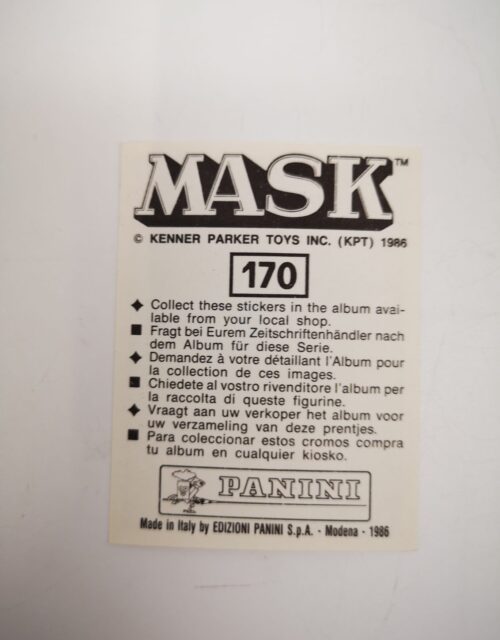 MASK™
© KENNER PARKER TOYS INC. (KPT) 1986
170
◆ Collect these stickers in the album avai-
lable from your local shop.
■ Fragt bei Eurem Zeitschriftenhändler nach
dem Album für diese Serie.
◆ Demandez à votre détaillant l'Album pour
la collection de ces images.
■ Chiedete al vostro rivenditore l'album per
la raccolta di queste figurine.
◆ Vraagt aan uw verkoper het album voor
uw verzameling van deze prentjes.
■ Para coleccionar estos cromos compra
tu album en cualquier kiosko.
PANINI
Made in Italy by EDIZIONI PANINI S.p.A. - Modena - 1986